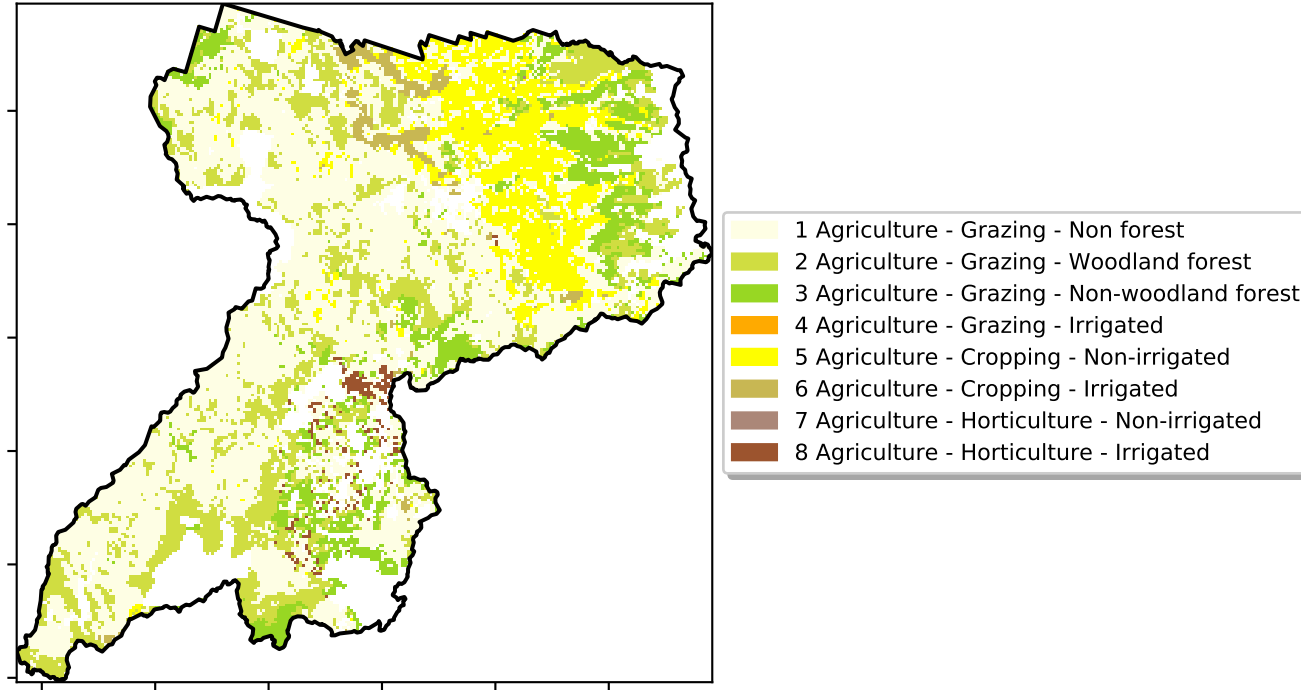 1 Agriculture - Grazing - Non forest
2 Agriculture - Grazing - Woodland forest
3 Agriculture - Grazing - Non-woodland forest
4 Agriculture - Grazing - Irrigated
5 Agriculture - Cropping - Non-irrigated
6 Agriculture - Cropping - Irrigated
7 Agriculture - Horticulture - Non-irrigated
8 Agriculture - Horticulture - Irrigated